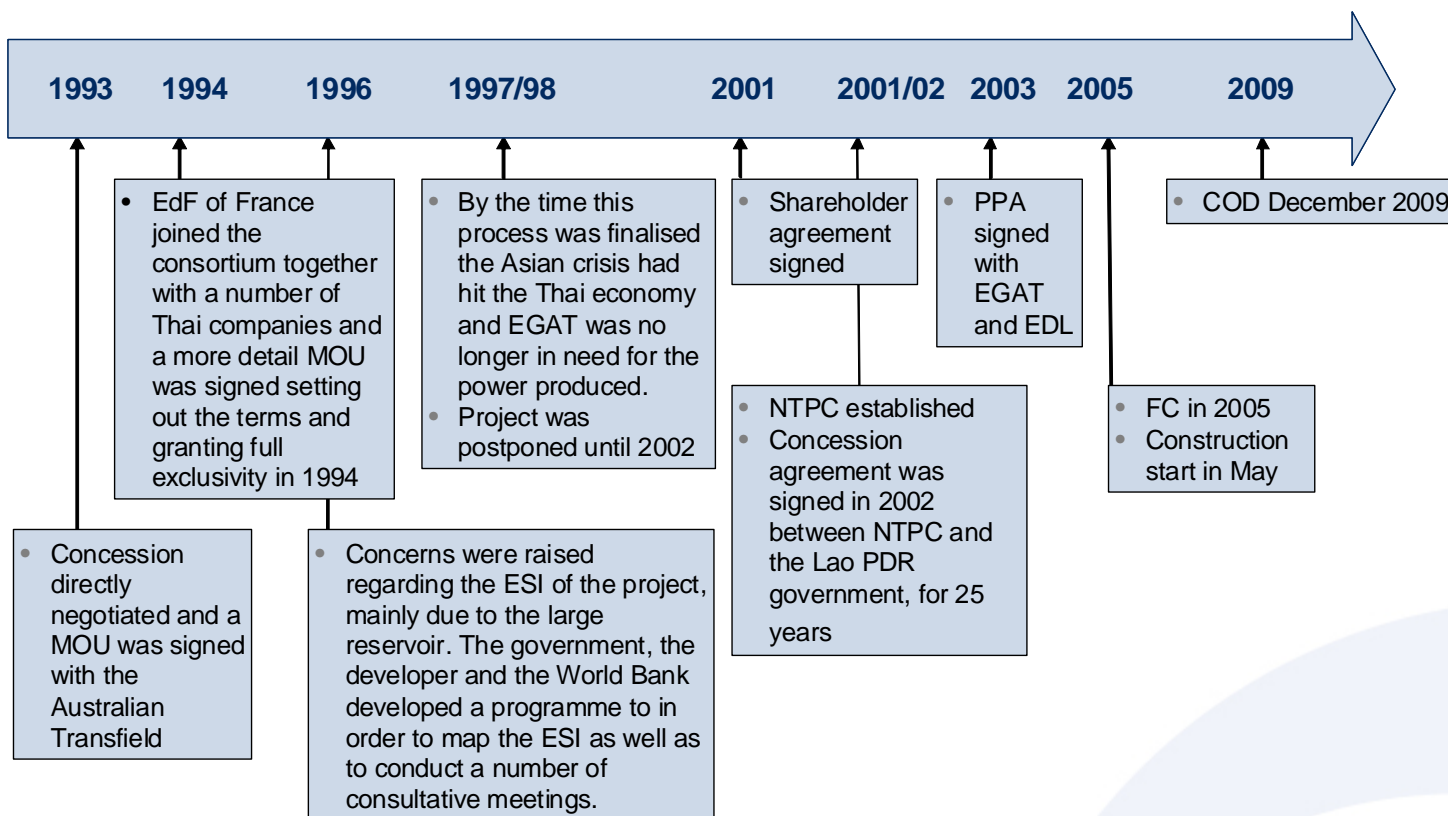 1993 1994 1996 1997/98 2001 2001/02 2003 2005 2009
• EdF of France
joined the
consortium together
with a number of
Thai companies and
a more detail MOU
was signed setting
out the terms and
granting full
exclusivity in 1994
• By the time this
process was finalised
the Asian crisis had
hit the Thai economy
and EGAT was no
longer in need for the
power produced.
• Project was
postponed until 2002
• Shareholder
agreement
signed
• PPA
signed
with
EGAT
and EDL
• COD December 2009
• Concession
directly
negotiated and a
MOU was signed
with the
Australian
Transfield
• Concerns were raised
regarding the ESI of the project,
mainly due to the large
reservoir. The government, the
developer and the World Bank
developed a programme to in
order to map the ESI as well as
to conduct a number of
consultative meetings.
• NTPC established
• Concession
agreement was
signed in 2002
between NTPC and
the Lao PDR
government, for 25
years
• FC in 2005
• Construction
start in May